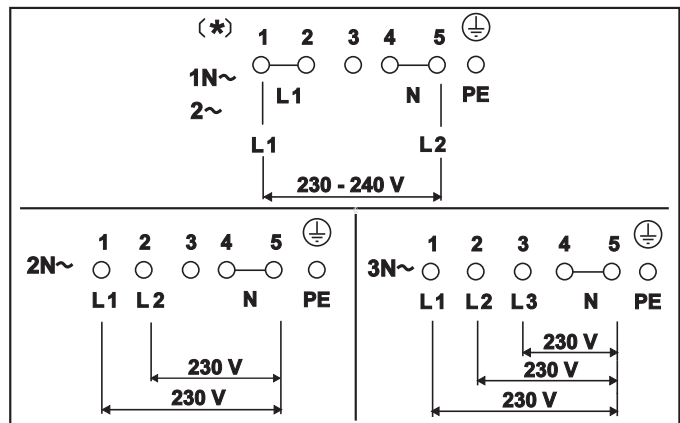 (*) 1 2 3 4 5
1N~ L1 N PE
2~
L1 L2
230 - 240 V
1 2 3 4 5
2N~
L1 L2 N PE
230 V
230 V
1 2 3 4 5
3N~
L1 L2 L3 N PE
230 V
230 V
230 V